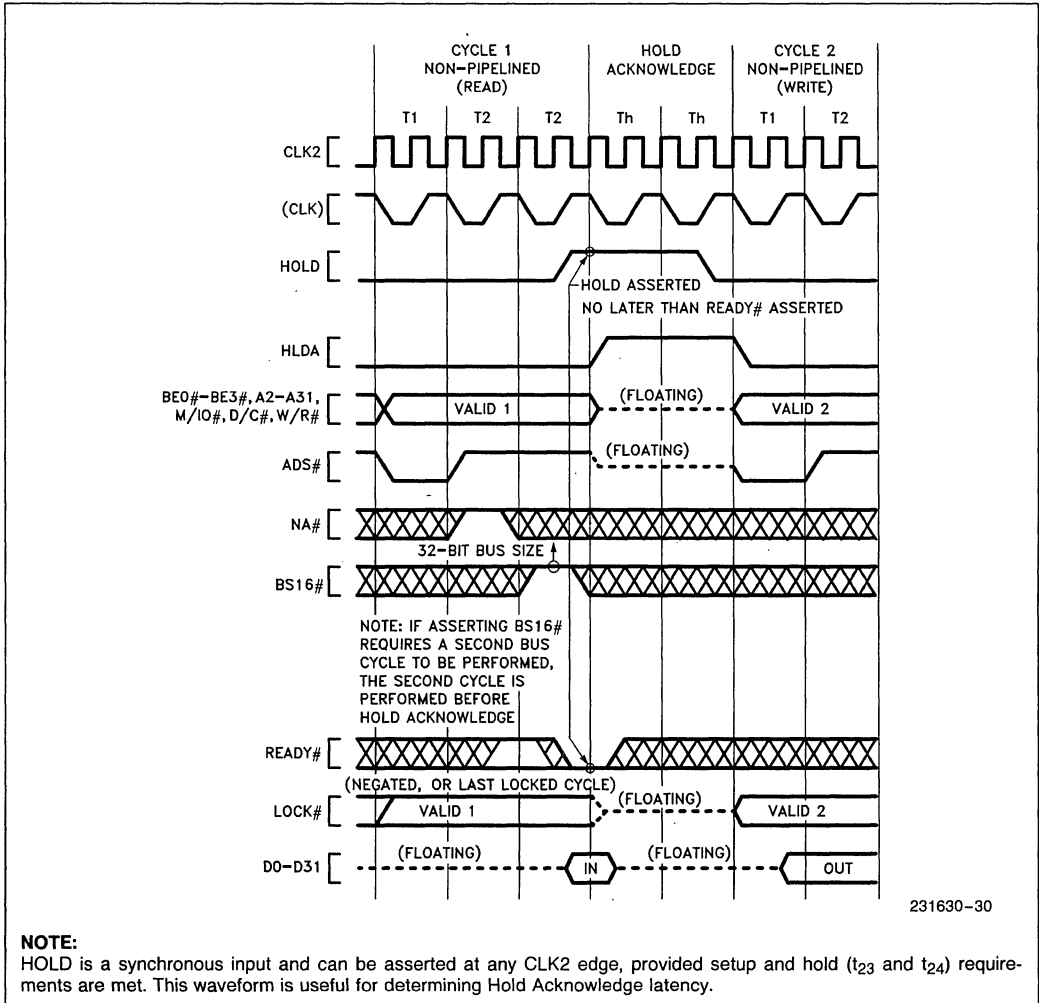 CYCLE 1
NON-PIPELINED
(READ)
HOLD
ACKNOWLEDGE
CYCLE 2
NON-PIPELINED
(WRITE)
T1 T2 T2 Th Th T1 T2
CLK2
(CLK)
HOLD
HOLD ASSERTED
NO LATER THAN READY# ASSERTED
HLDA
BE0#-BE3#, A2-A31,
M/IO#, D/C#, W/R#
VALID 1
(FLOATING)
VALID 2
ADS#
(FLOATING)
NA#
32-BIT BUS SIZE
BS16#
NOTE: IF ASSERTING BS16#
REQUIRES A SECOND BUS
CYCLE TO BE PERFORMED,
THE SECOND CYCLE IS
PERFORMED BEFORE
HOLD ACKNOWLEDGE
READY#
(NEGATED, OR LAST LOCKED CYCLE)
LOCK#
VALID 1
(FLOATING)
VALID 2
D0-D31
(FLOATING)
IN
(FLOATING)
OUT
231630-30
NOTE:
HOLD is a synchronous input and can be asserted at any CLK2 edge, provided setup and hold (t23 and t24) require-
ments are met. This waveform is useful for determining Hold Acknowledge latency.